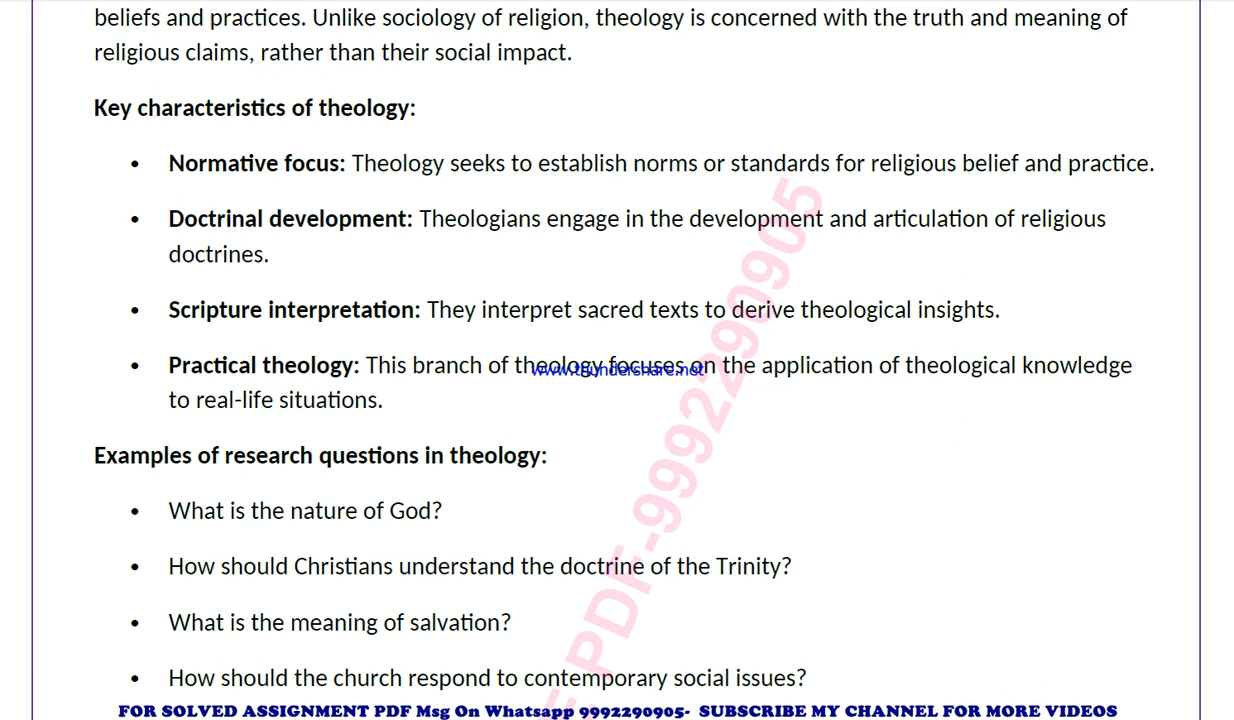 beliefs and practices. Unlike sociology of religion, theology is concerned with the truth and meaning of
religious claims, rather than their social impact.
Key characteristics of theology:
• Normative focus: Theology seeks to establish norms or standards for religious belief and practice.
• Doctrinal development: Theologians engage in the development and articulation of religious
doctrines.
• Scripture interpretation: They interpret sacred texts to derive theological insights.
• Practical theology: This branch of theology focuses on the application of theological knowledge
www.thundershare.net
to real-life situations.
Examples of research questions in theology:
• What is the nature of God?
• How should Christians understand the doctrine of the Trinity?
• What is the meaning of salvation?
• How should the church respond to contemporary social issues?
PDF-9992290905
FOR SOLVED ASSIGNMENT PDF Msg On Whatsapp 9992290905- SUBSCRIBE MY CHANNEL FOR MORE VIDEOS